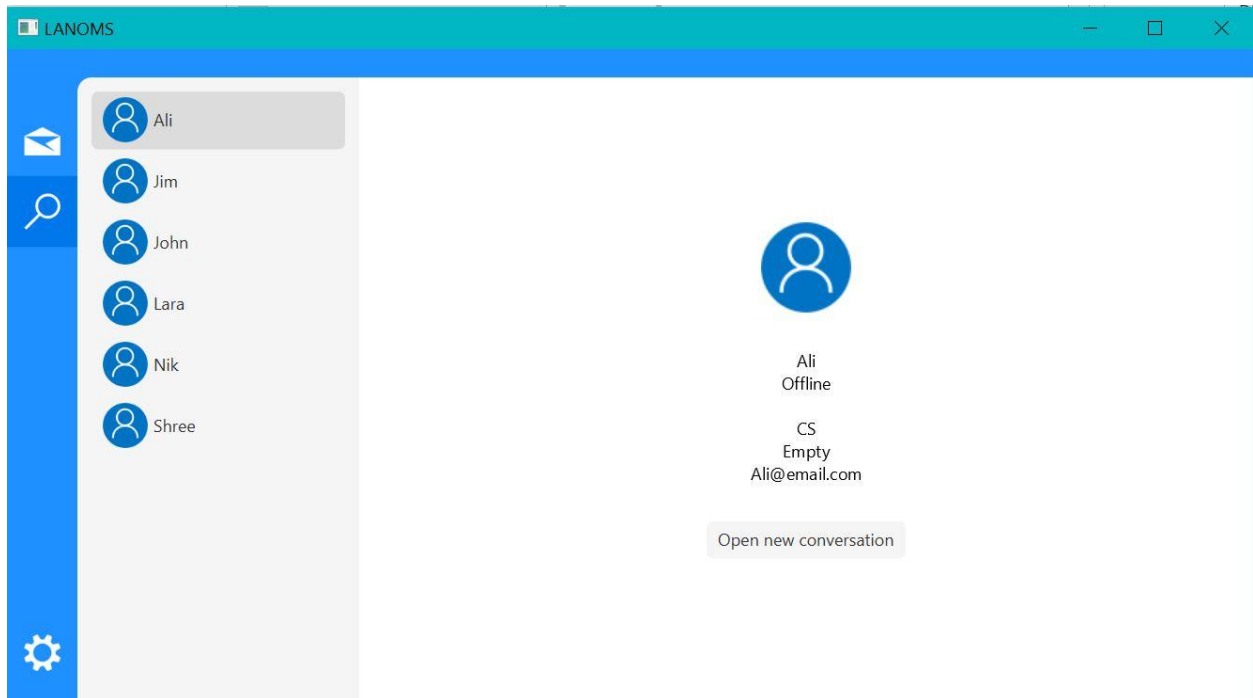 LANOMS
Ali
Jim
John
Lara
Nik
Shree
Ali
Offline
CS
Empty
Ali@email.com
Open new conversation